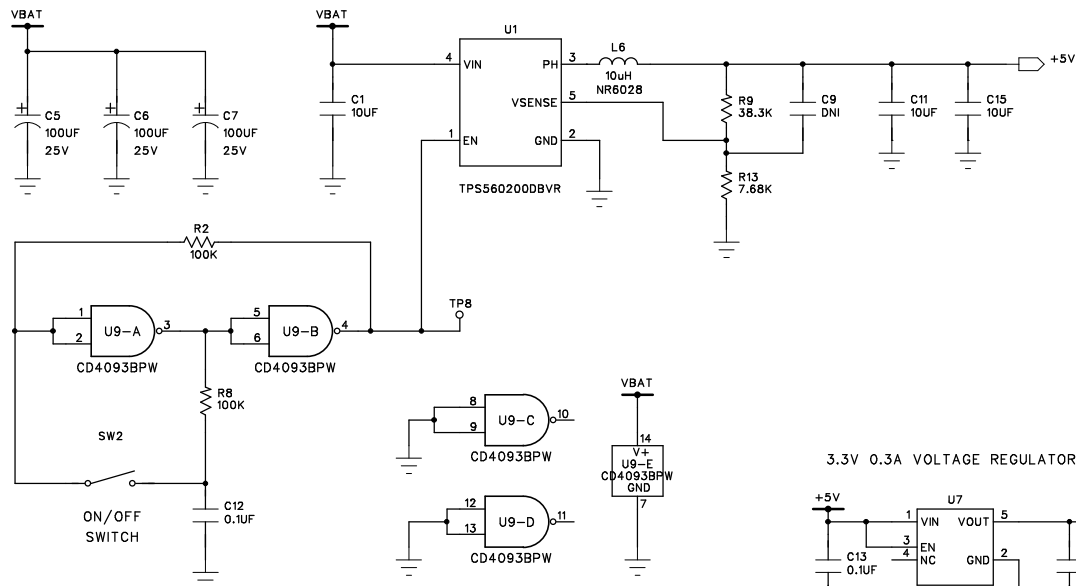 VBAT
C5
100UF
25V
C6
100UF
25V
C7
100UF
25V
VBAT
C1
10UF
U1
4 VIN
PH 3
VSENSE 5
1 EN
GND 2
TPS560200DBVR
L6
10uH
NR6028
R9
38.3K
C9
DNI
C11
10UF
C15
10UF
+5V
R13
7.68K
R2
100K
1
2
U9-A
3
CD4093BPW
5
6
U9-B
4
CD4093BPW
TP8
R8
100K
SW2
ON/OFF
SWITCH
C12
0.1UF
8
9
U9-C
10
CD4093BPW
12
13
U9-D
11
CD4093BPW
VBAT
14
V+
U9-E
CD4093BPW
GND
7
3.3V 0.3A VOLTAGE REGULATOR
+5V
U7
1 VIN
VOUT 5
3 EN
4 NC
GND 2
C13
0.1UF